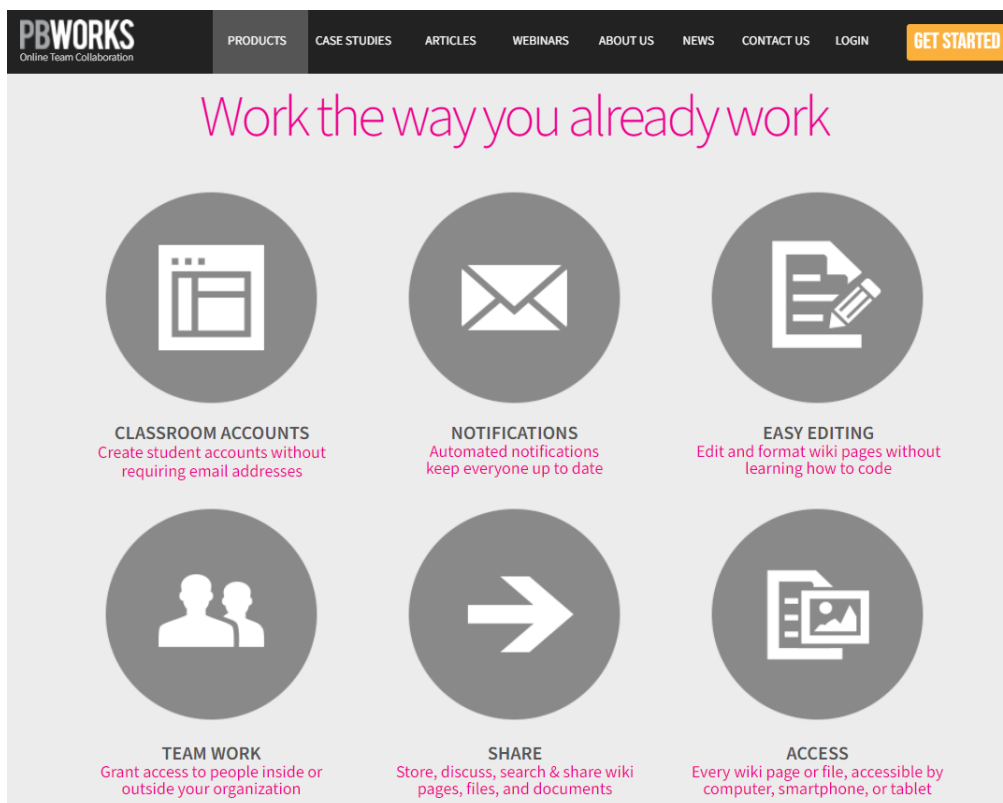 PBWORKS
Online Team Collaboration
PRODUCTS
CASE STUDIES
ARTICLES
WEBINARS
ABOUT US
NEWS
CONTACT US
LOGIN
GET STARTED
Work the way you already work
CLASSROOM ACCOUNTS
Create student accounts without
requiring email addresses
NOTIFICATIONS
Automated notifications
keep everyone up to date
EASY EDITING
Edit and format wiki pages without
learning how to code
TEAM WORK
Grant access to people inside or
outside your organization
SHARE
Store, discuss, search & share wiki
pages, files, and documents
ACCESS
Every wiki page or file, accessible by
computer, smartphone, or tablet